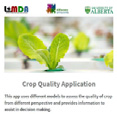 LāMDA
UNIVERSITY OF
ALBERTA
Crop Quality Application
This app uses different models to assess the quality of crop
from different perspective and provides information to
assist in decision making.